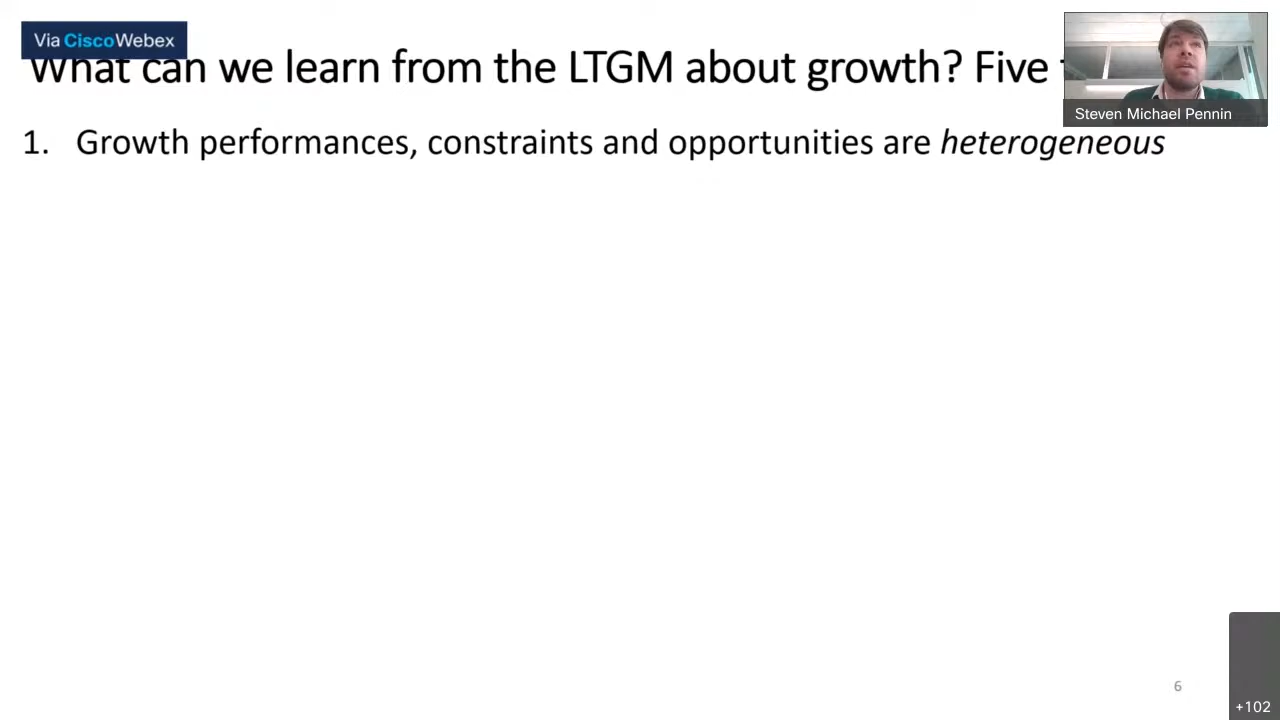 Via Cisco Webex
What can we learn from the LTGM about growth? Five
Steven Michael Pennin
1. Growth performances, constraints and opportunities are heterogeneous
6
+102